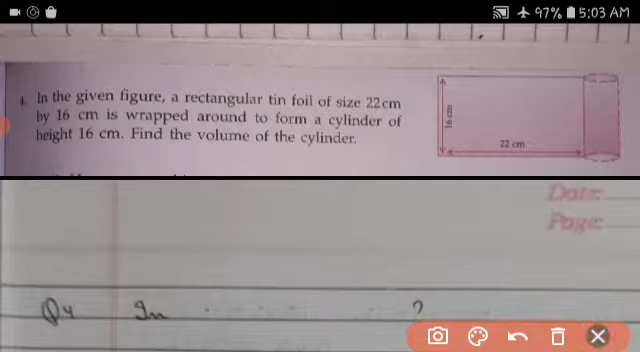 97% 5:03 AM
4. In the given figure, a rectangular tin foil of size 22cm
by 16 cm is wrapped around to form a cylinder of
height 16 cm. Find the volume of the cylinder.
16 cm
22 cm
Date
Page
Q4 In ?